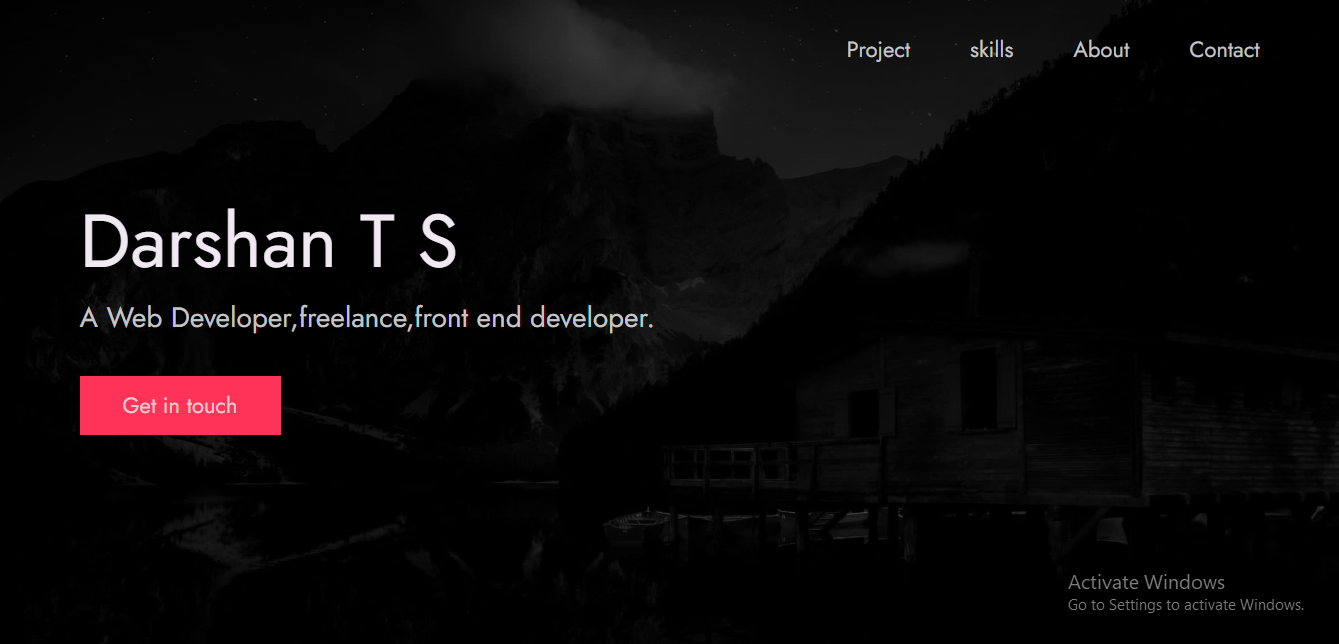 Project skills About Contact
Darshan T S
A Web Developer,freelance,front end developer.
Get in touch
Activate Windows
Go to Settings to activate Windows.